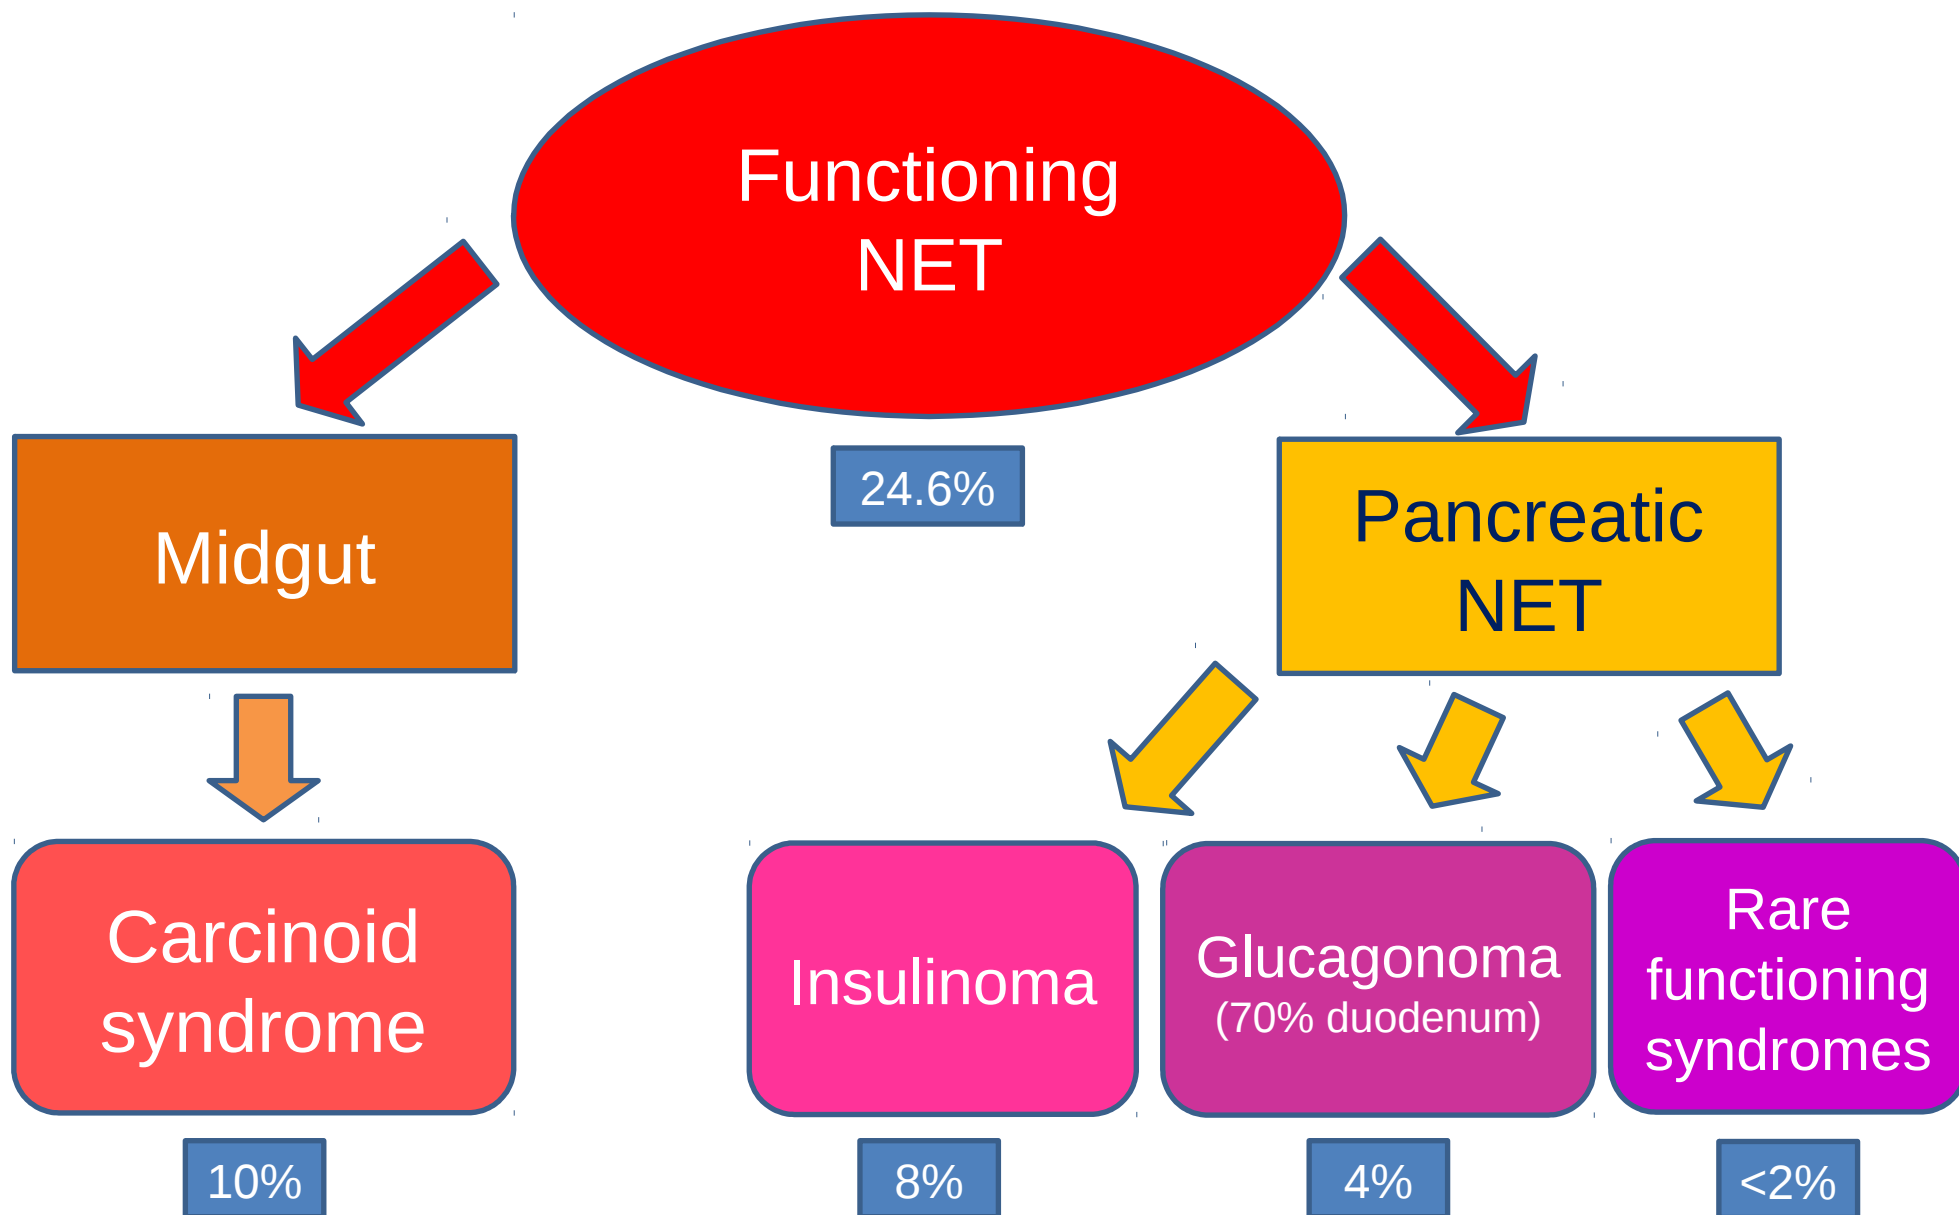 Functioning
NET
24.6%
Midgut
Pancreatic
NET
Carcinoid
syndrome
Insulinoma
Glucagonoma
(70% duodenum)
Rare
functioning
syndromes
10%
8%
4%
<2%